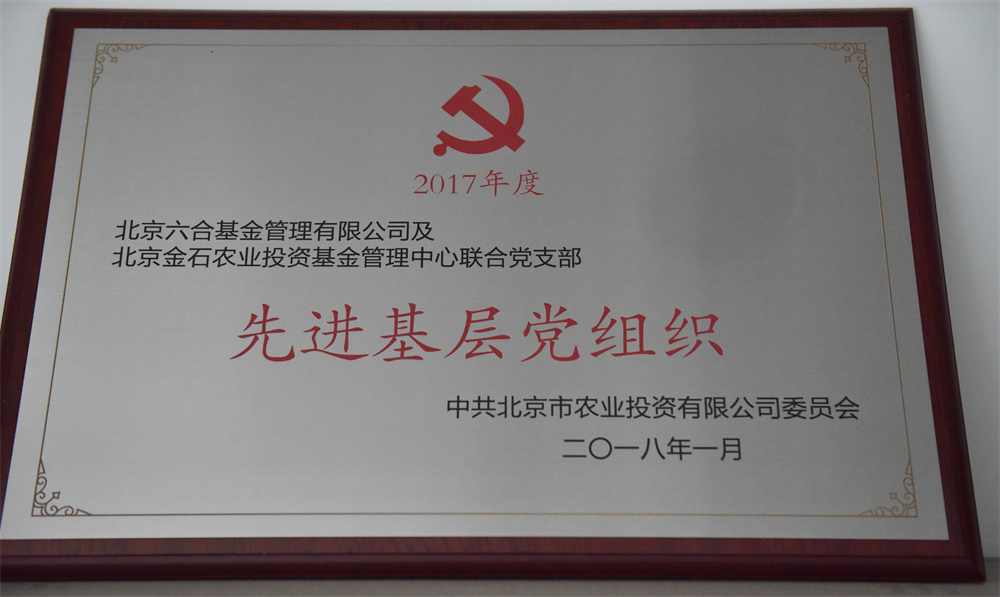 2017年度
北京六合基金管理有限公司及
北京金石农业投资基金管理中心联合党支部
先进基层党组织
中共北京市农业投资有限公司委员会
二〇一八年一月